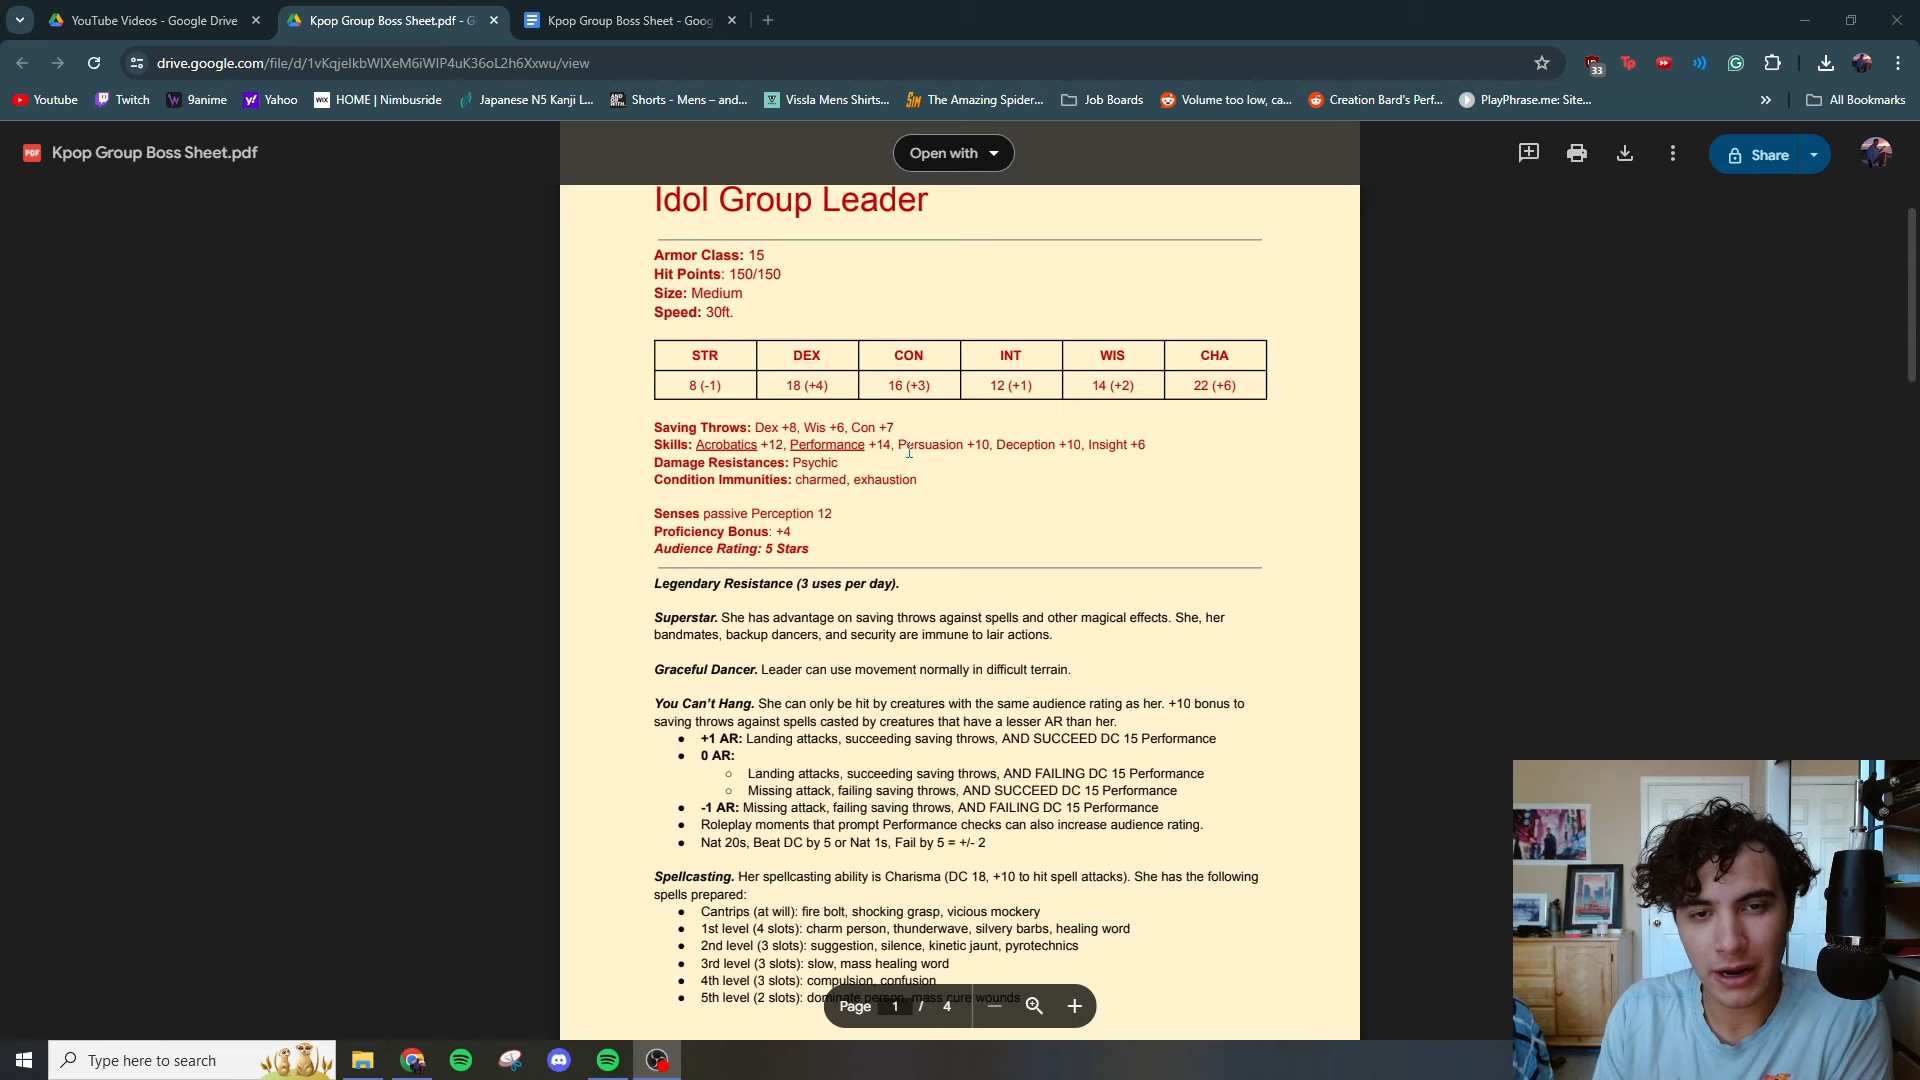 YouTube Videos - Google Drive
Kpop Group Boss Sheet.pdf - G
Kpop Group Boss Sheet - Goog
drive.google.com/file/d/1vKqjeIkbWIXeM6iWIP4uK36oL2h6Xxwu/view
33
Youtube
Twitch
9anime
Yahoo
WIX HOME | Nimbusride
Japanese N5 Kanji L...
Shorts - Mens – and...
Vissla Mens Shirts...
The Amazing Spider...
Job Boards
Volume too low, ca...
Creation Bard's Perf...
PlayPhrase.me: Site...
All Bookmarks
PDF Kpop Group Boss Sheet.pdf
Open with
Share
Idol Group Leader
Armor Class: 15
Hit Points: 150/150
Size: Medium
Speed: 30ft.
STR DEX CON INT WIS CHA
8 (-1) 18 (+4) 16 (+3) 12 (+1) 14 (+2) 22 (+6)
Saving Throws: Dex +8, Wis +6, Con +7
Skills: Acrobatics +12, Performance +14, Persuasion +10, Deception +10, Insight +6
Damage Resistances: Psychic
Condition Immunities: charmed, exhaustion
Senses passive Perception 12
Proficiency Bonus: +4
Audience Rating: 5 Stars
Legendary Resistance (3 uses per day).
Superstar. She has advantage on saving throws against spells and other magical effects. She, her
bandmates, backup dancers, and security are immune to lair actions.
Graceful Dancer. Leader can use movement normally in difficult terrain.
You Can't Hang. She can only be hit by creatures with the same audience rating as her. +10 bonus to
saving throws against spells casted by creatures that have a lesser AR than her.
● +1 AR: Landing attacks, succeeding saving throws, AND SUCCEED DC 15 Performance
● 0 AR:
○ Landing attacks, succeeding saving throws, AND FAILING DC 15 Performance
○ Missing attack, failing saving throws, AND SUCCEED DC 15 Performance
● -1 AR: Missing attack, failing saving throws, AND FAILING DC 15 Performance
● Roleplay moments that prompt Performance checks can also increase audience rating.
● Nat 20s, Beat DC by 5 or Nat 1s, Fail by 5 = +/- 2
Spellcasting. Her spellcasting ability is Charisma (DC 18, +10 to hit spell attacks). She has the following
spells prepared:
● Cantrips (at will): fire bolt, shocking grasp, vicious mockery
● 1st level (4 slots): charm person, thunderwave, silvery barbs, healing word
● 2nd level (3 slots): suggestion, silence, kinetic jaunt, pyrotechnics
● 3rd level (3 slots): slow, mass healing word
● 4th level (3 slots): compulsion, confusion
● 5th level (2 slots): dominate person, mass cure wounds
Page 1 / 4
Type here to search